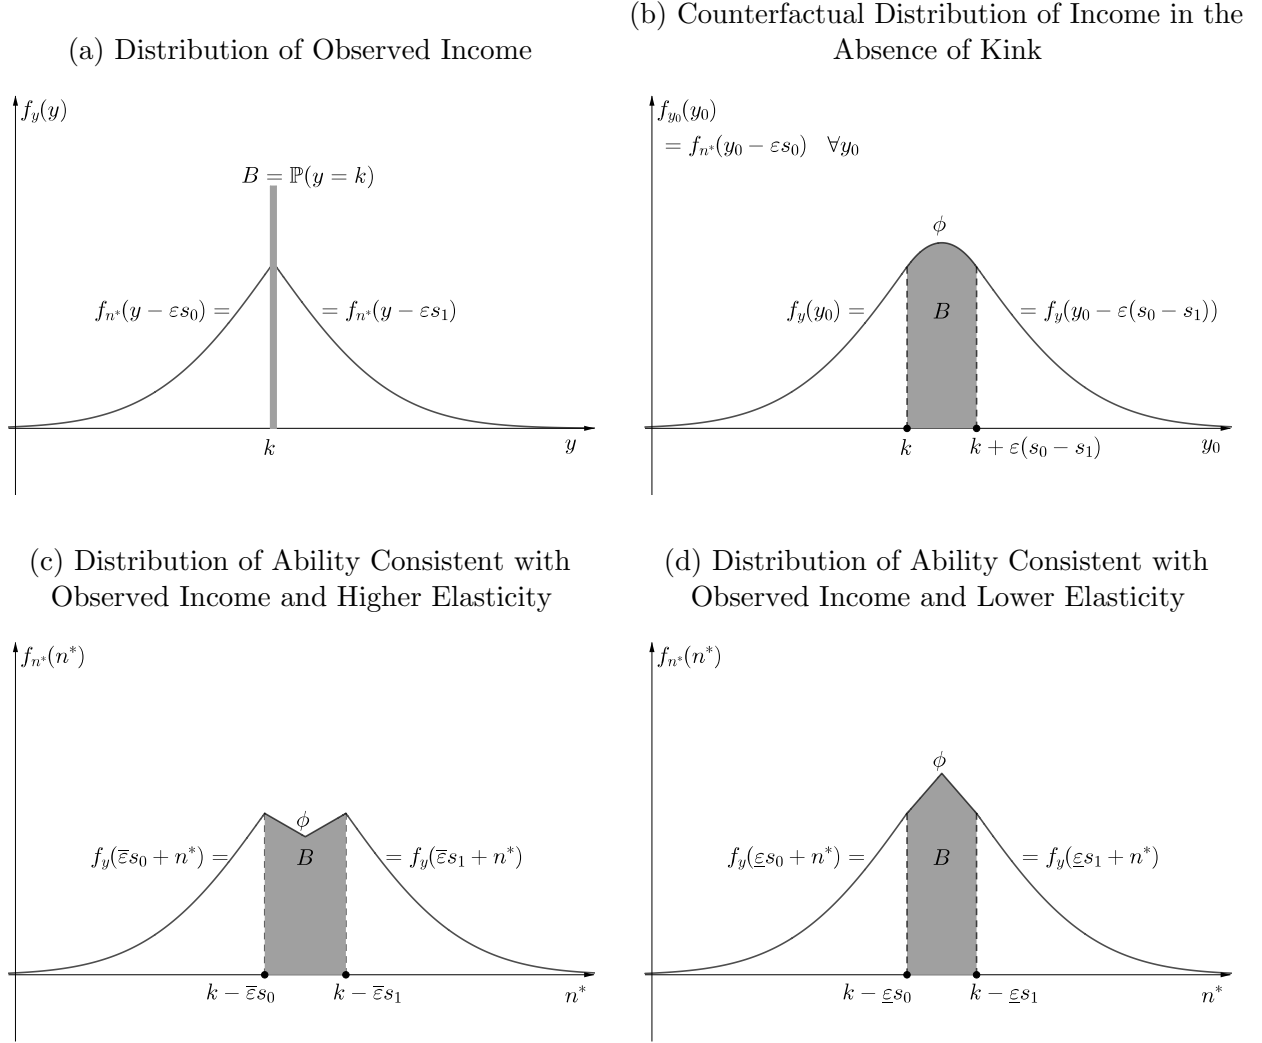 (a) Distribution of Observed Income
f_y(y)
B = ℙ(y = k)
f_{n*}(y − εs_0) =
= f_{n*}(y − εs_1)
k
y
(b) Counterfactual Distribution of Income in the
Absence of Kink
f_{y_0}(y_0)
= f_{n*}(y_0 − εs_0) ∀y_0
ϕ
f_y(y_0) =
B
= f_y(y_0 − ε(s_0 − s_1))
k
k + ε(s_0 − s_1)
y_0
(c) Distribution of Ability Consistent with
Observed Income and Higher Elasticity
f_{n*}(n*)
ϕ
f_y(ε̅s_0 + n*) =
B
= f_y(ε̅s_1 + n*)
k − ε̅s_0
k − ε̅s_1
n*
(d) Distribution of Ability Consistent with
Observed Income and Lower Elasticity
f_{n*}(n*)
ϕ
f_y(ε̲s_0 + n*) =
B
= f_y(ε̲s_1 + n*)
k − ε̲s_0
k − ε̲s_1
n*